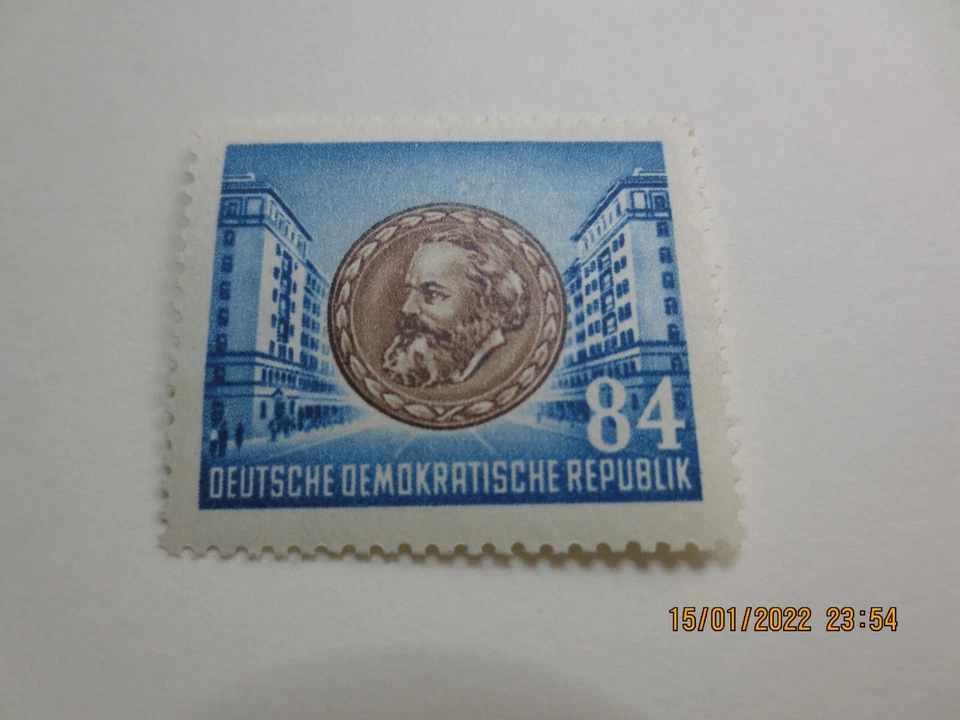 84
DEUTSCHE DEMOKRATISCHE REPUBLIK
15/01/2022 23:54